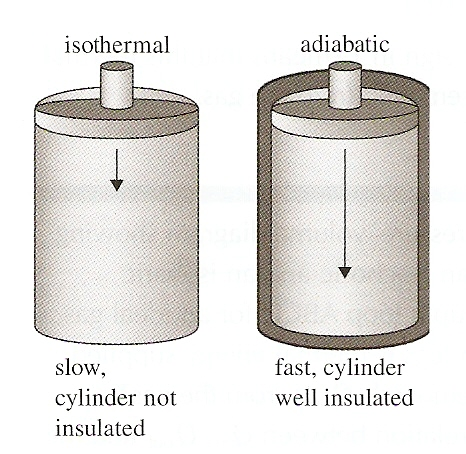 isothermal
adiabatic
slow,
cylinder not
insulated
fast, cylinder
well insulated